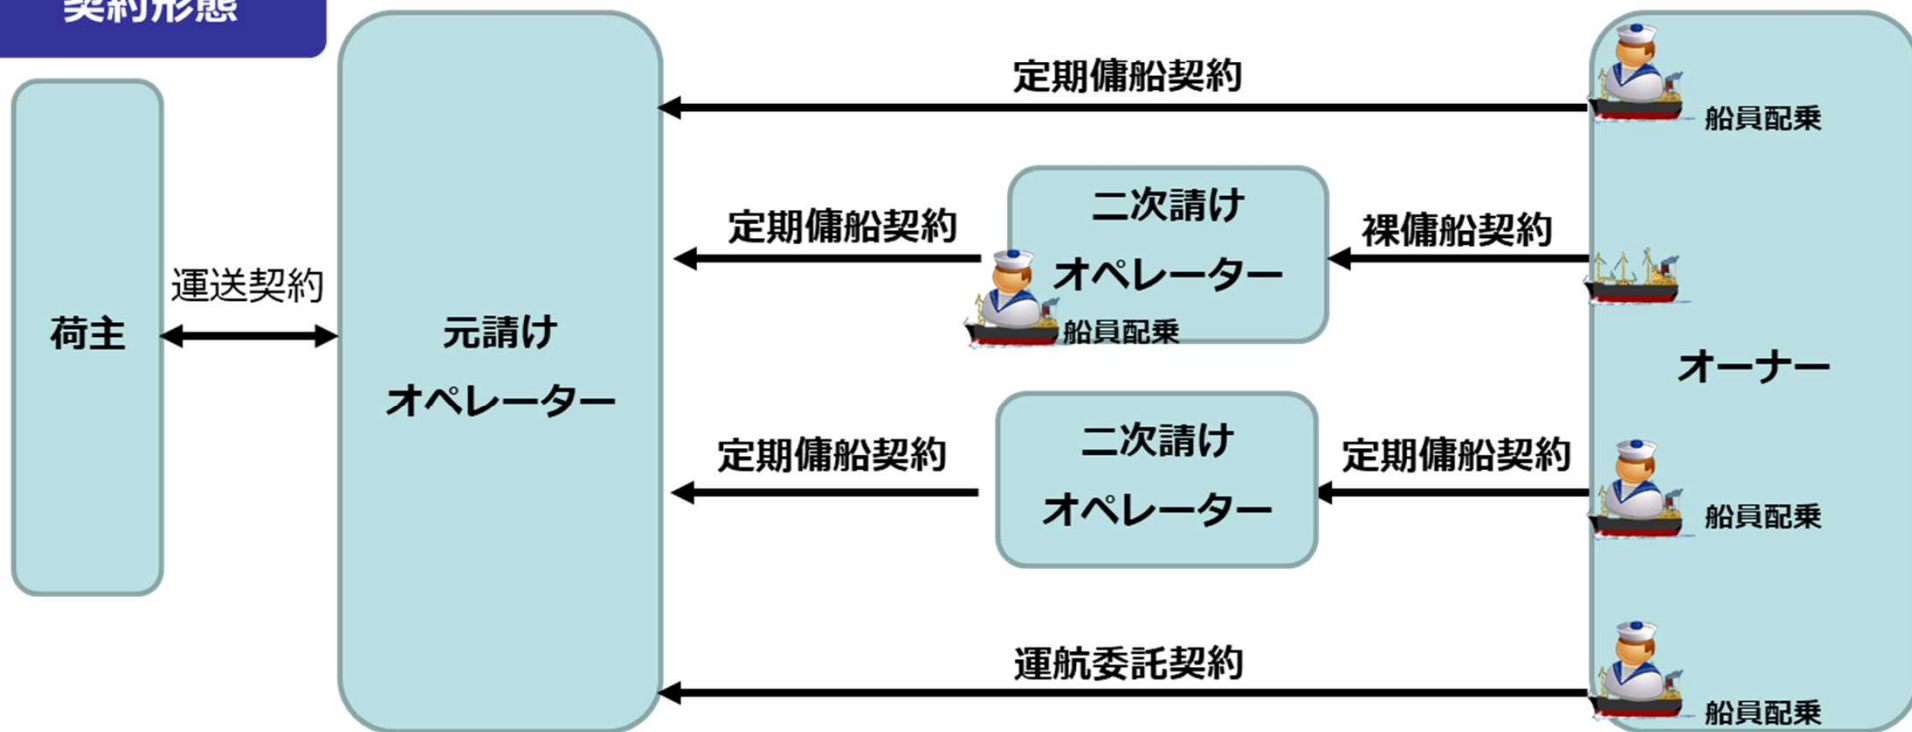 契約形態
定期傭船契約
船員配乗
二次請け
オペレーター
船員配乗
定期傭船契約
裸傭船契約
運送契約
荷主
元請け
オペレーター
オーナー
二次請け
オペレーター
定期傭船契約
定期傭船契約
船員配乗
運航委託契約
船員配乗